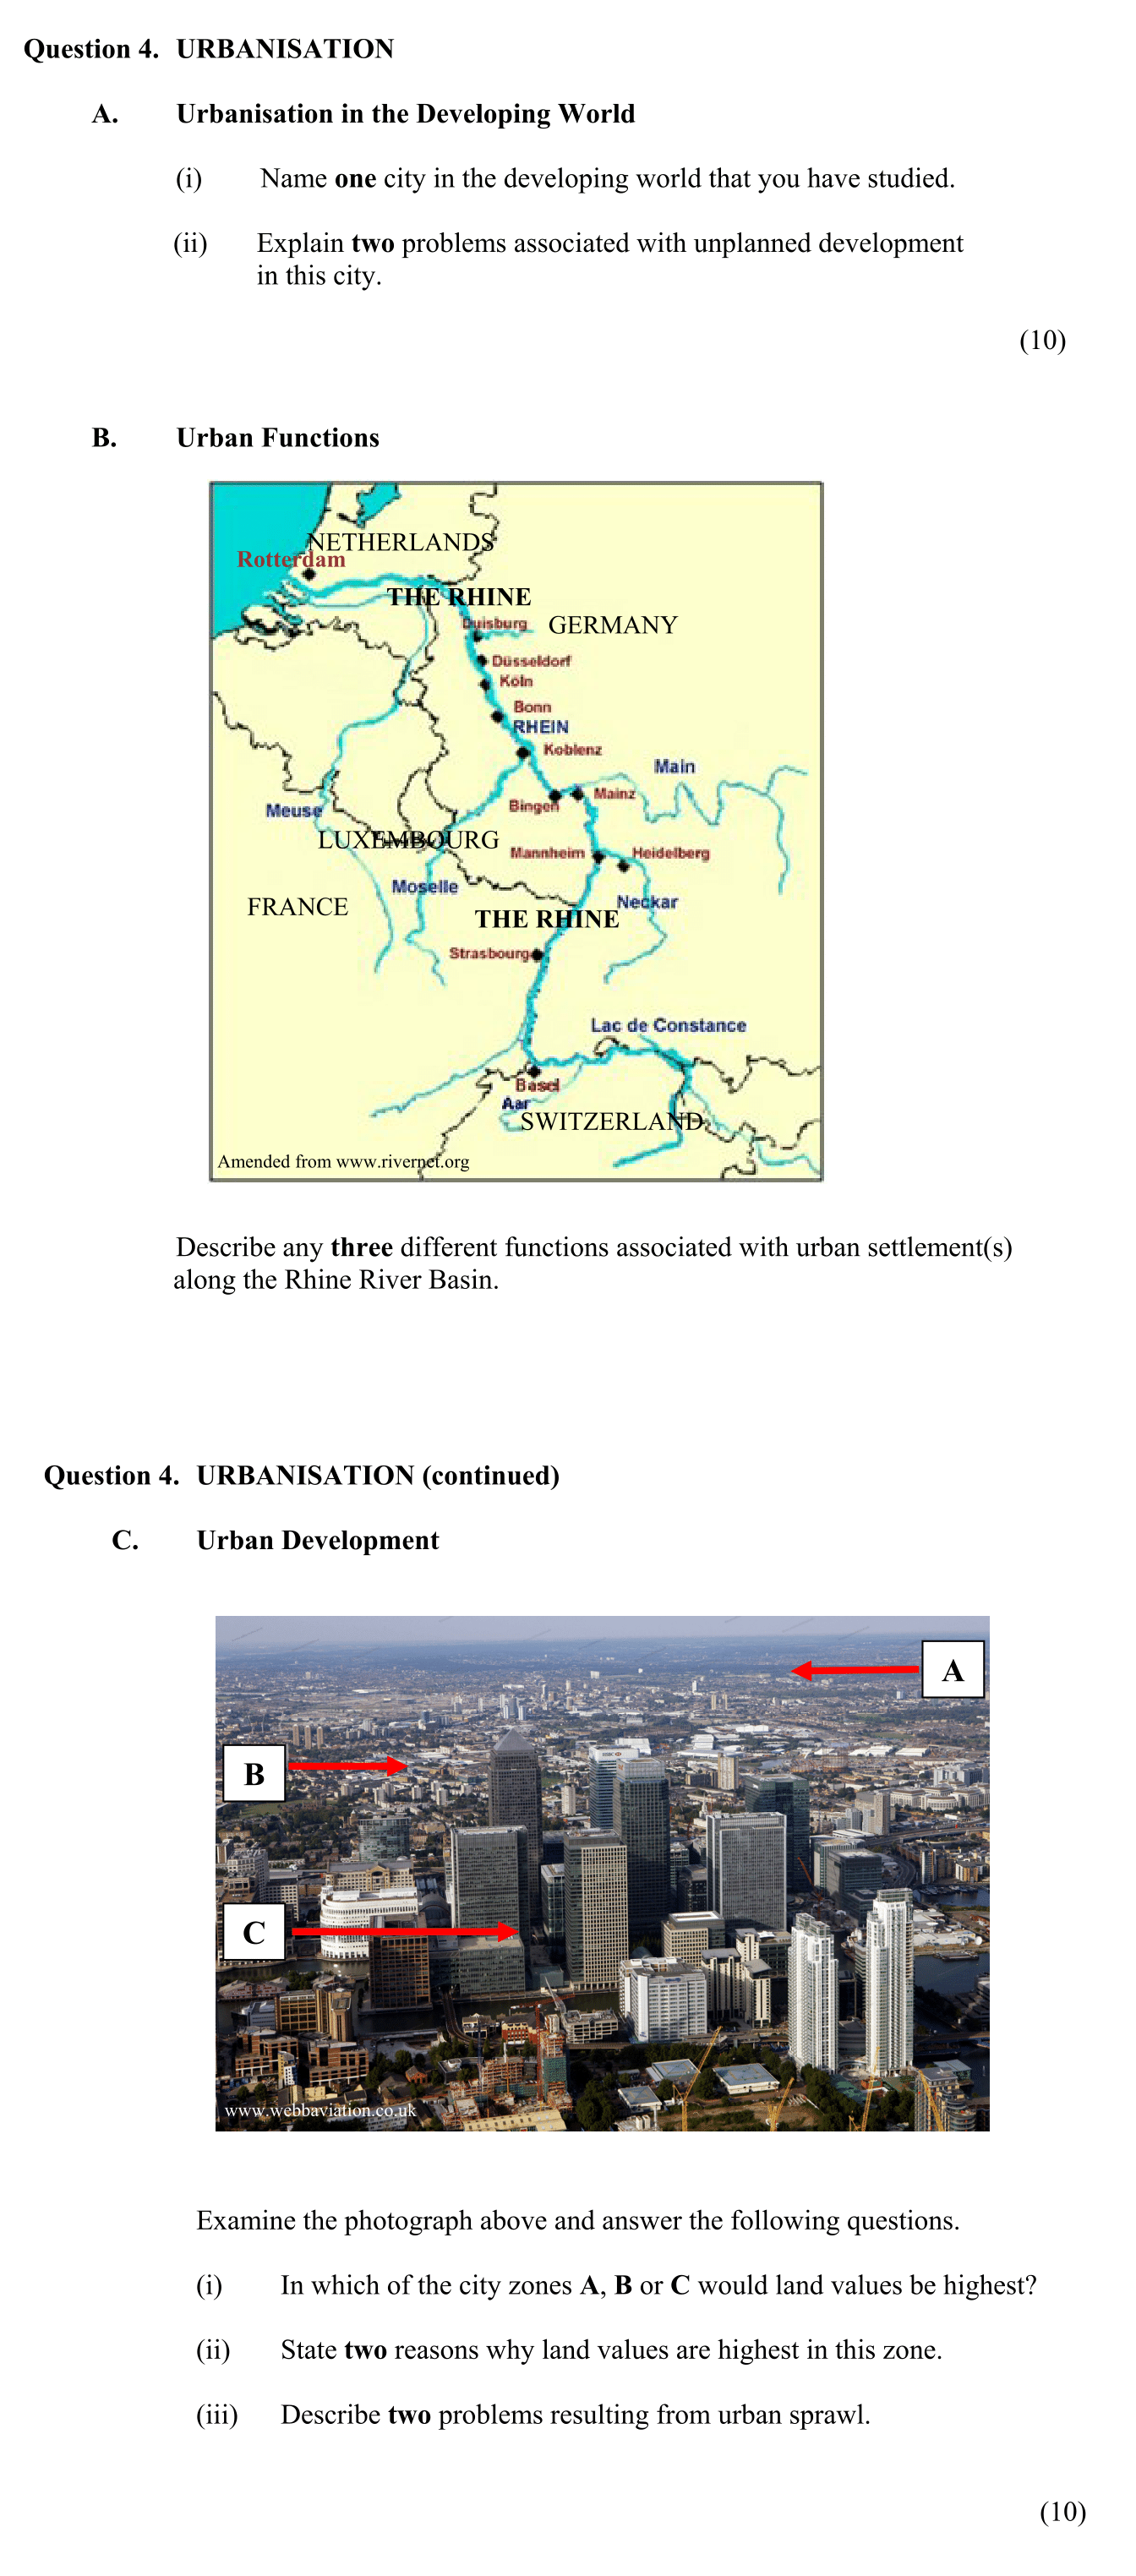 Question 4. URBANISATION
A. Urbanisation in the Developing World
(i) Name one city in the developing world that you have studied.
(ii) Explain two problems associated with unplanned development
in this city.
(10)
B. Urban Functions
NETHERLANDS
Rotterdam
THE RHINE
Duisburg
GERMANY
Düsseldorf
Köln
Bonn
RHEIN
Koblenz
Main
Bingen
Mainz
Meuse
LUXEMBOURG
Mannheim
Heidelberg
Moselle
Neckar
FRANCE
THE RHINE
Strasbourg
Lac de Constance
Basel
Aar
SWITZERLAND
Amended from www.rivernet.org
Describe any three different functions associated with urban settlement(s)
along the Rhine River Basin.
Question 4. URBANISATION (continued)
C. Urban Development
A
B
C
www.webbaviation.co.uk
Examine the photograph above and answer the following questions.
(i) In which of the city zones A, B or C would land values be highest?
(ii) State two reasons why land values are highest in this zone.
(iii) Describe two problems resulting from urban sprawl.
(10)